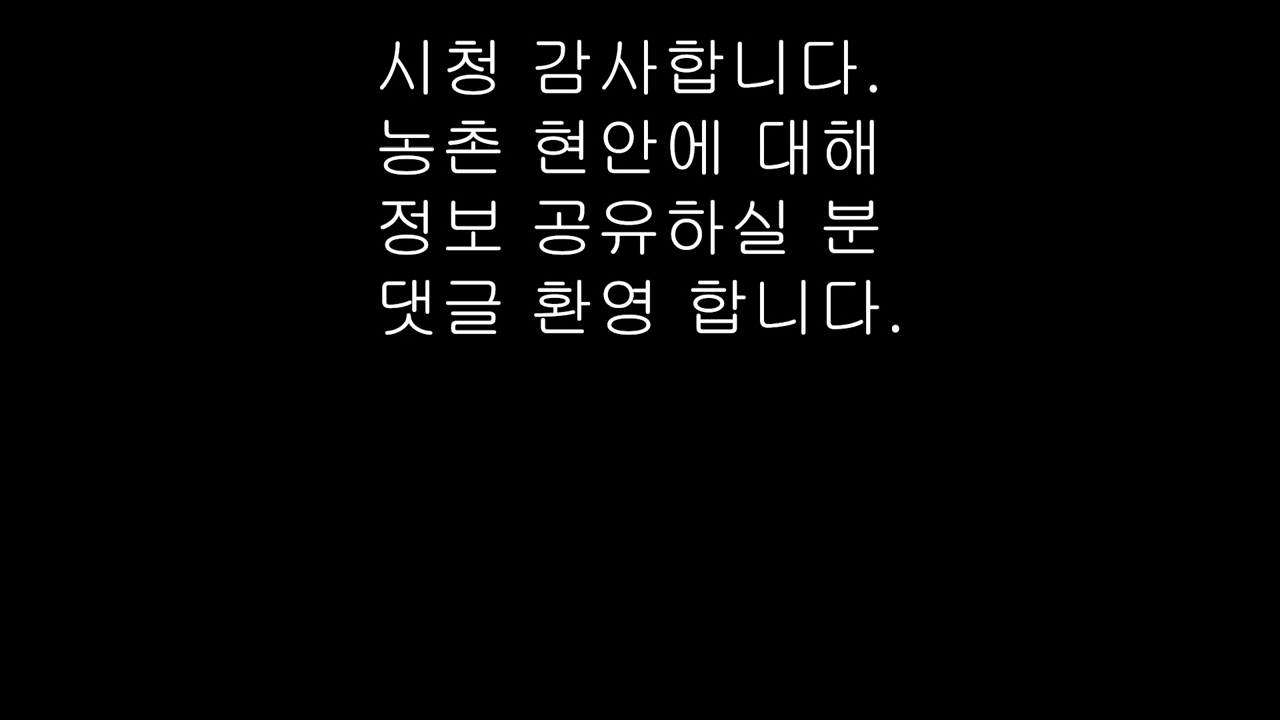 시청 감사합니다.
농촌 현안에 대해
정보 공유하실 분
댓글 환영 합니다.